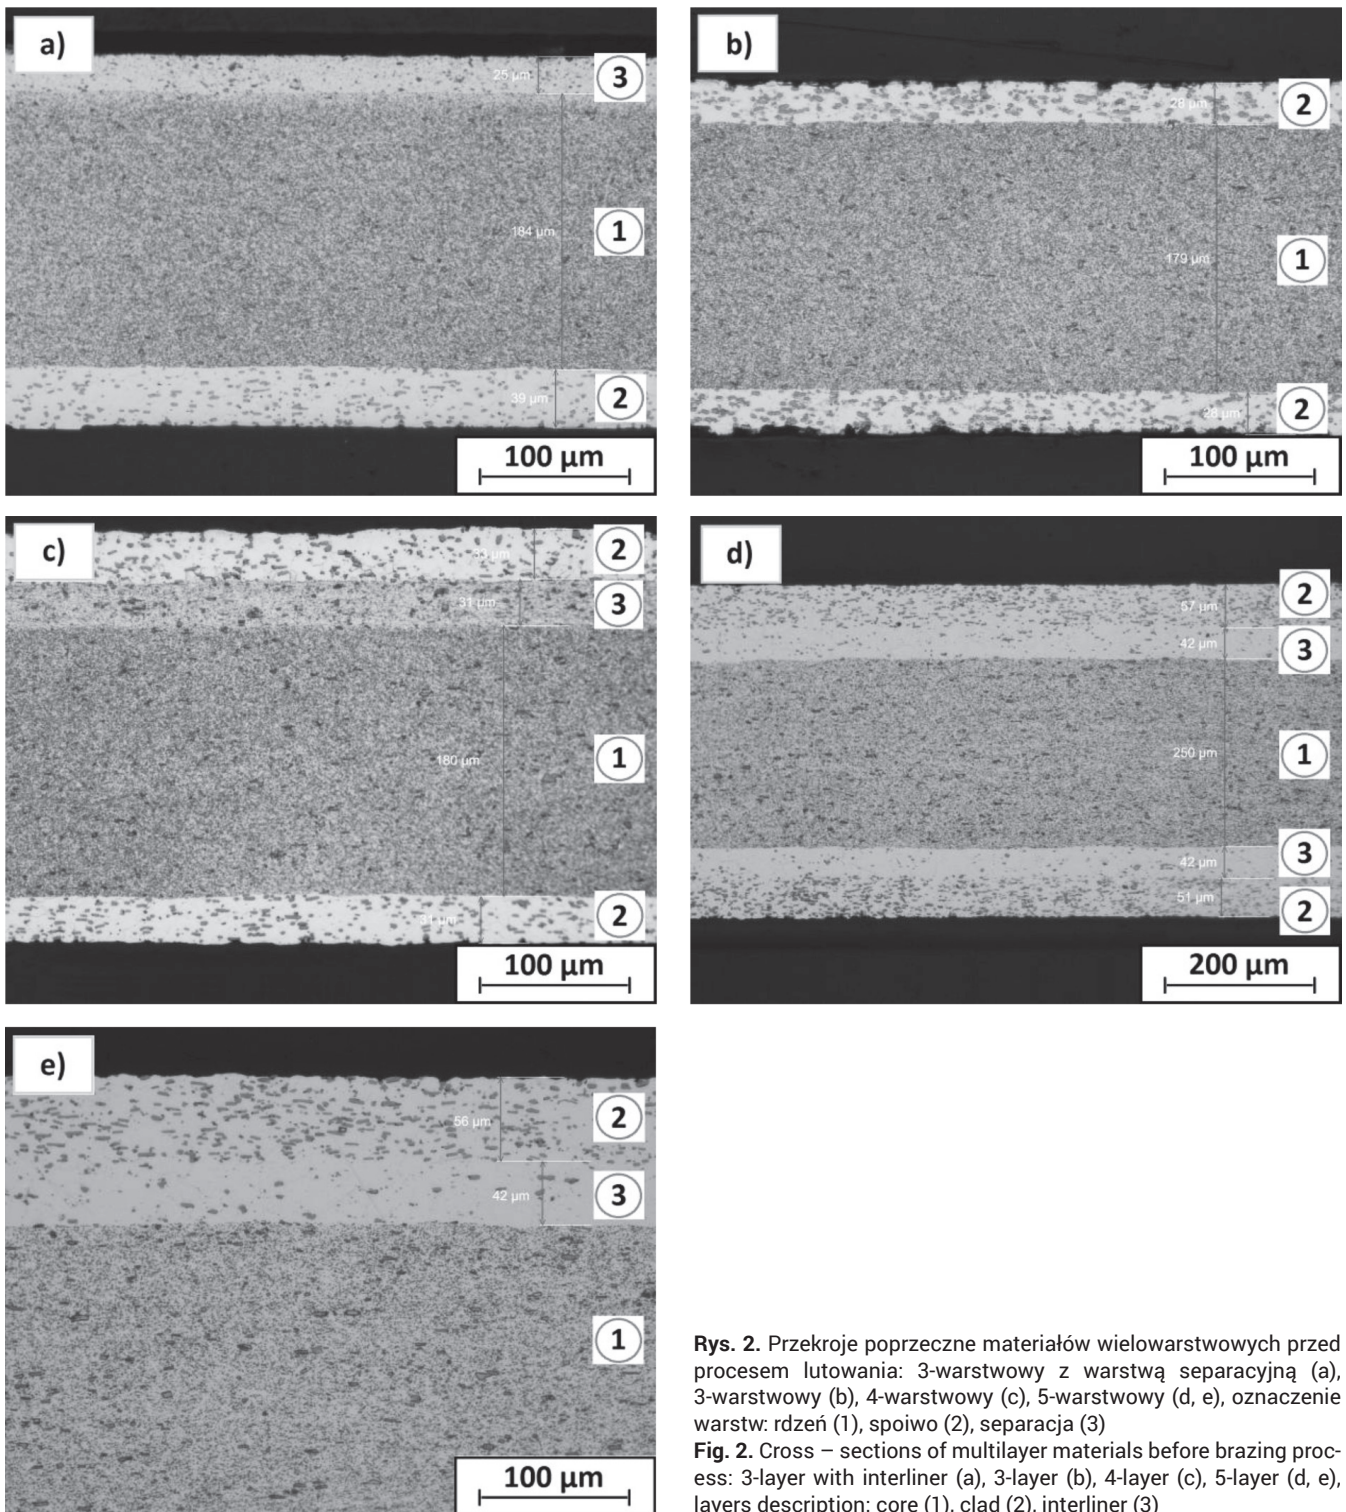 a)
25 µm
3
184 µm
1
39 µm
2
100 µm
b)
28 µm
2
179 µm
1
28 µm
2
100 µm
c)
33 µm
2
31 µm
3
180 µm
1
31 µm
2
100 µm
d)
57 µm
2
42 µm
3
250 µm
1
42 µm
3
51 µm
2
200 µm
e)
56 µm
2
42 µm
3
1
100 µm
Rys. 2. Przekroje poprzeczne materiałów wielowarstwowych przed
procesem lutowania: 3-warstwowy z warstwą separacyjną (a),
3-warstwowy (b), 4-warstwowy (c), 5-warstwowy (d, e), oznaczenie
warstw: rdzeń (1), spoiwo (2), separacja (3)
Fig. 2. Cross – sections of multilayer materials before brazing proc-
ess: 3-layer with interliner (a), 3-layer (b), 4-layer (c), 5-layer (d, e),
layers description: core (1), clad (2), interliner (3)